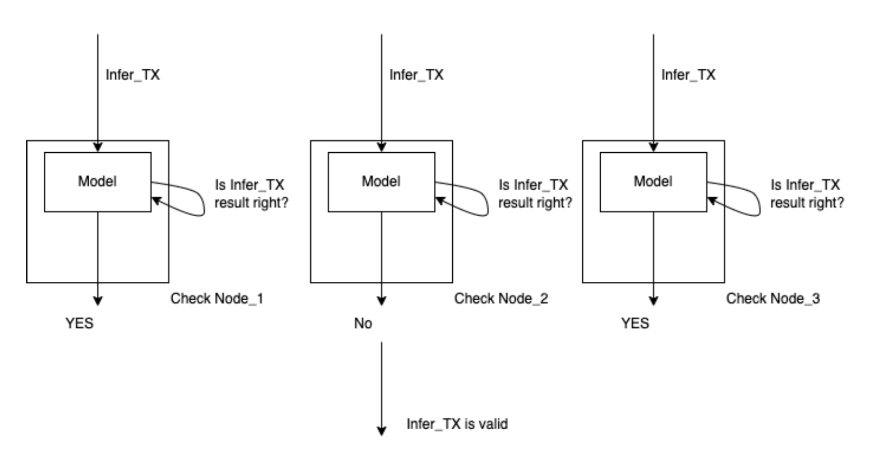 Infer_TX
Infer_TX
Infer_TX
Model
Is Infer_TX
result right?
Model
Is Infer_TX
result right?
Model
Is Infer_TX
result right?
Check Node_1
Check Node_2
Check Node_3
YES
No
YES
Infer_TX is valid